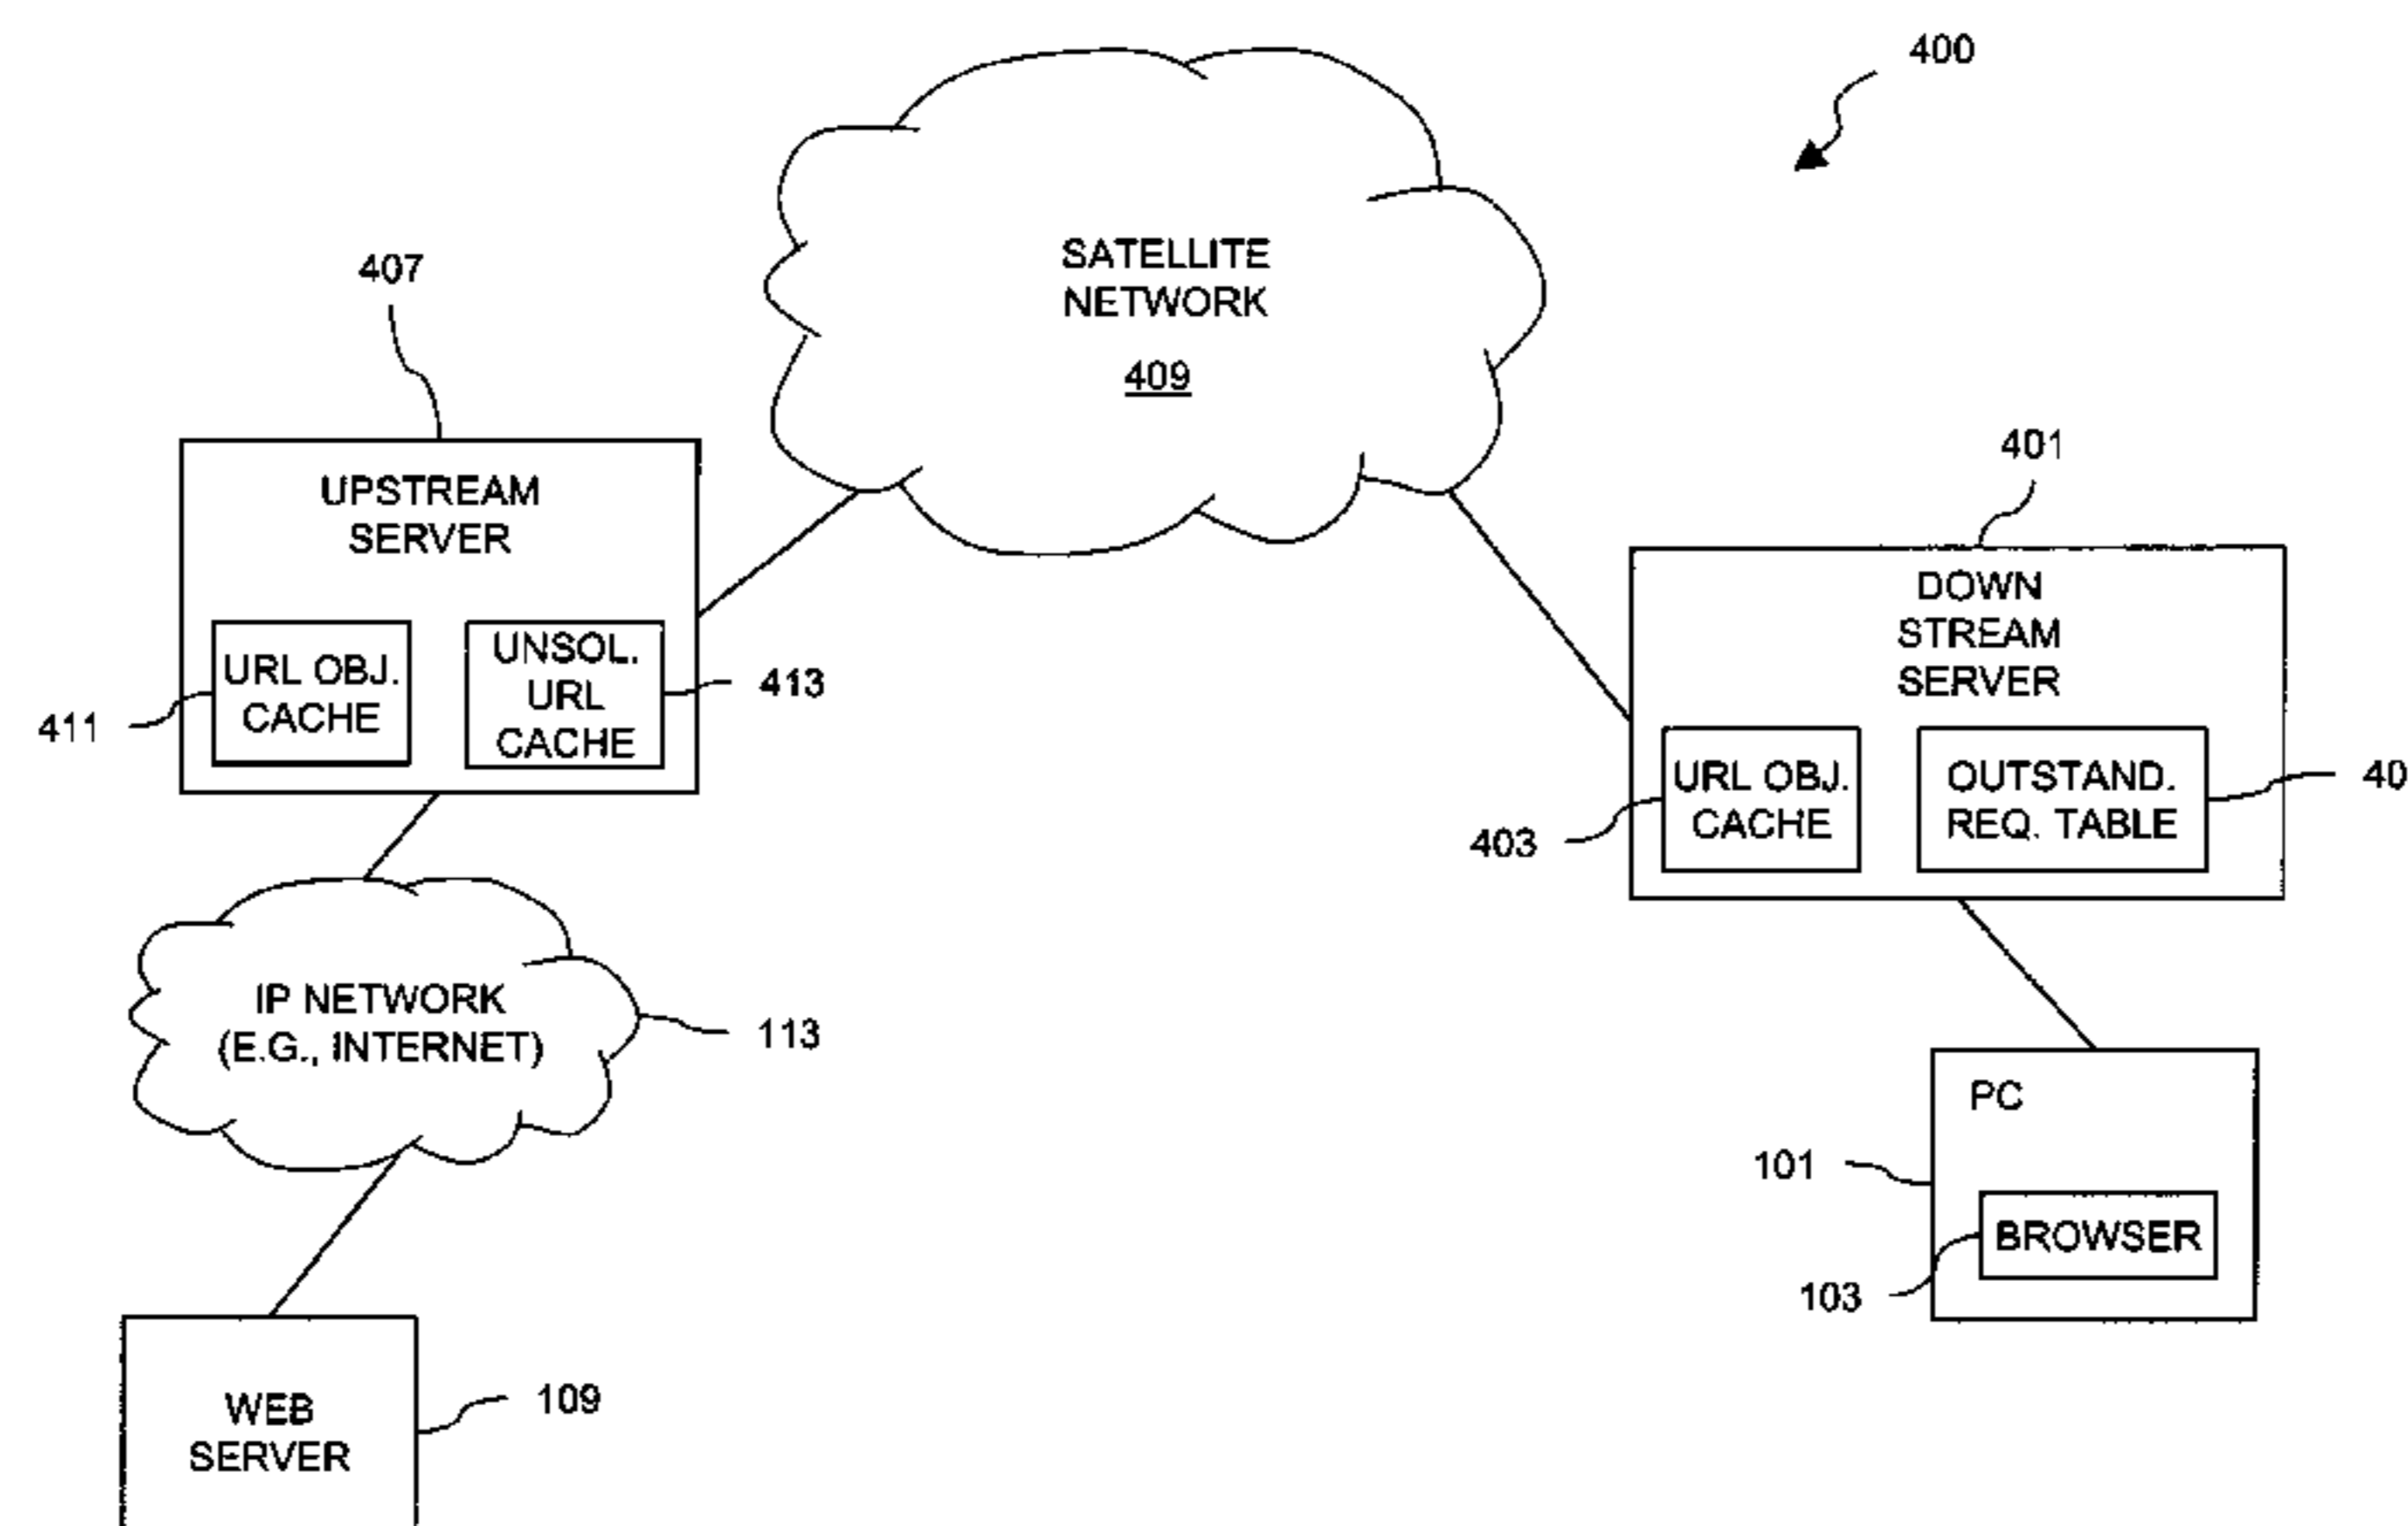 400
SATELLITE
NETWORK
409
407
UPSTREAM
SERVER
URL OBJ.
CACHE
411
UNSOL.
URL
CACHE
413
401
DOWN
STREAM
SERVER
URL OBJ.
CACHE
403
OUTSTAND.
REQ. TABLE
40
IP NETWORK
(E.G., INTERNET)
113
PC
101
BROWSER
103
WEB
SERVER
109